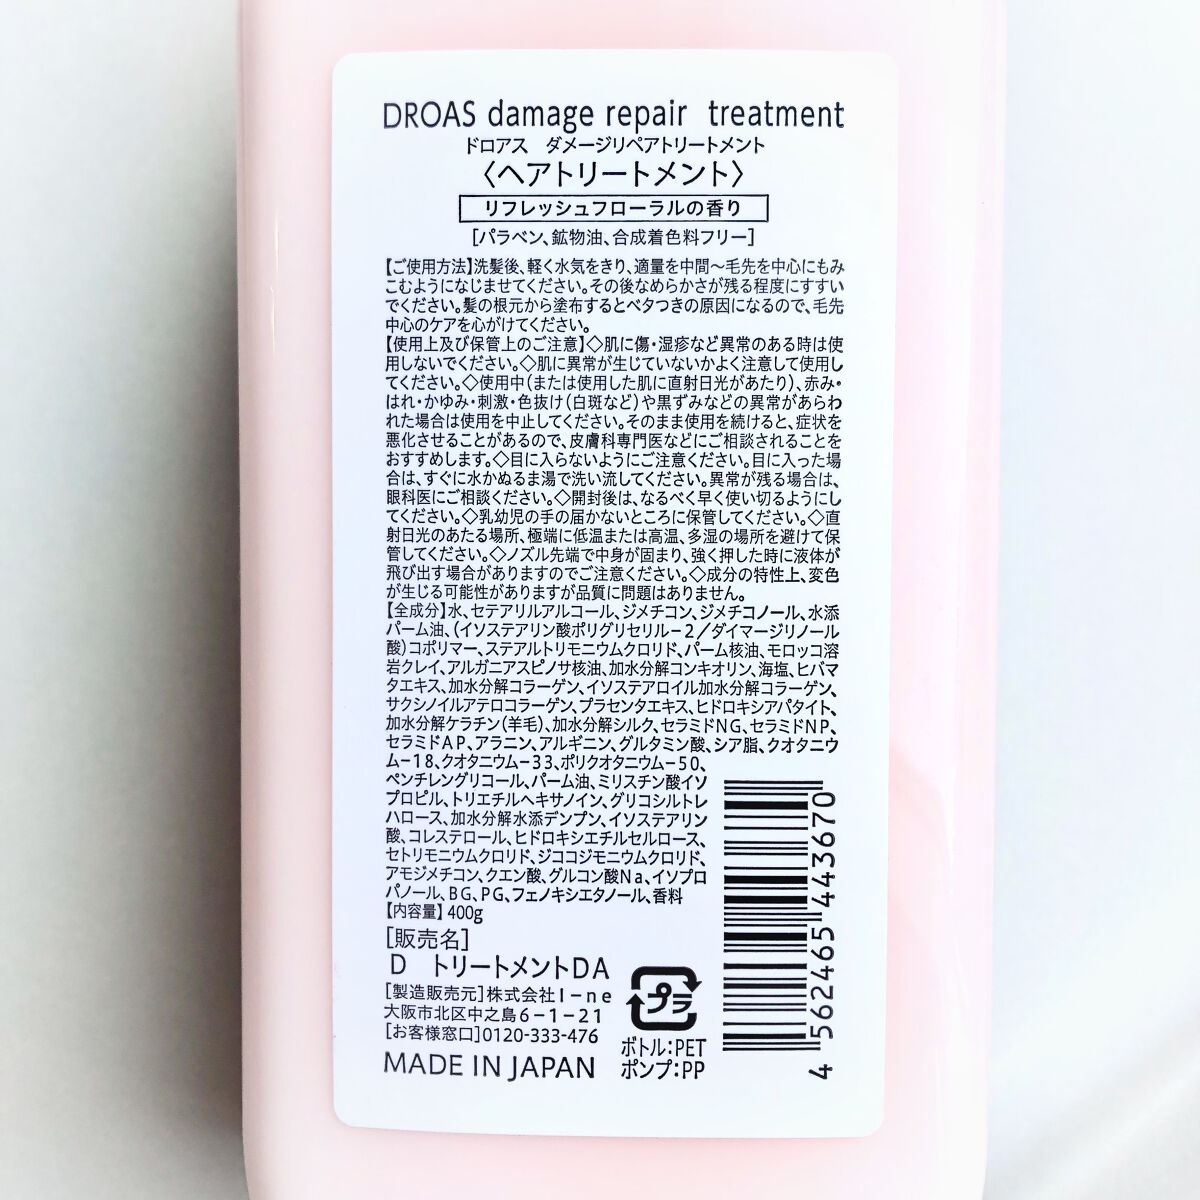 DROAS damage repair treatment
ドロアス ダメージリペアトリートメント
〈ヘアトリートメント〉
リフレッシュフローラルの香り
[パラベン、鉱物油、合成着色料フリー]
【ご使用方法】洗髪後、軽く水気をきり、適量を中間〜毛先を中心にもみ
こむようになじませてください。その後なめらかさが残る程度にすすい
でください。髪の根元から塗布するとベタつきの原因になるので、毛先
中心のケアを心がけてください。
【使用上及び保管上のご注意】◇肌に傷・湿疹など異常のある時は使
用しないでください。◇肌に異常が生じていないかよく注意して使用し
てください。◇使用中(または使用した肌に直射日光があたり)、赤み・
はれ・かゆみ・刺激・色抜け(白斑など)や黒ずみなどの異常があらわ
れた場合は使用を中止してください。そのまま使用を続けると、症状を
悪化させることがあるので、皮膚科専門医などにご相談されることを
おすすめします。◇目に入らないようにご注意ください。目に入った場
合は、すぐに水かぬるま湯で洗い流してください。異常が残る場合は、
眼科医にご相談ください。◇開封後は、なるべく早く使い切るようにし
てください。◇乳幼児の手の届かないところに保管してください。◇直
射日光のあたる場所、極端に低温または高温、多湿の場所を避けて保
管してください。◇ノズル先端で中身が固まり、強く押した時に液体が
飛び出す場合がありますのでご注意ください。◇成分の特性上、変色
が生じる可能性がありますが品質に問題はありません。
【全成分】水、セテアリルアルコール、ジメチコン、ジメチコノール、水添
パーム油、(イソステアリン酸ポリグリセリル－2／ダイマージリノール
酸)コポリマー、ステアルトリモニウムクロリド、パーム核油、モロッコ溶
岩クレイ、アルガニアスピノサ核油、加水分解コンキオリン、海塩、ヒバマ
タエキス、加水分解コラーゲン、イソステアロイル加水分解コラーゲン、
サクシノイルアテロコラーゲン、プラセンタエキス、ヒドロキシアパタイト、
加水分解ケラチン(羊毛)、加水分解シルク、セラミドNG、セラミドNP、
セラミドAP、アラニン、アルギニン、グルタミン酸、シア脂、クオタニウ
ム－18、クオタニウム－33、ポリクオタニウム－50、
ペンチレングリコール、パーム油、ミリスチン酸イソ
プロピル、トリエチルヘキサノイン、グリコシルトレ
ハロース、加水分解水添デンプン、イソステアリン
酸、コレステロール、ヒドロキシエチルセルロース、
セトリモニウムクロリド、ジココジモニウムクロリド、
アモジメチコン、クエン酸、グルコン酸Na、イソプロ
パノール、BG、PG、フェノキシエタノール、香料
【内容量】400g
[販売名]
D トリートメントDA
[製造販売元]株式会社I－ne
大阪市北区中之島6－1－21
[お客様窓口]0120-333-476
MADE IN JAPAN
プラ
ボトル:PET
ポンプ:PP
4 562465 443670